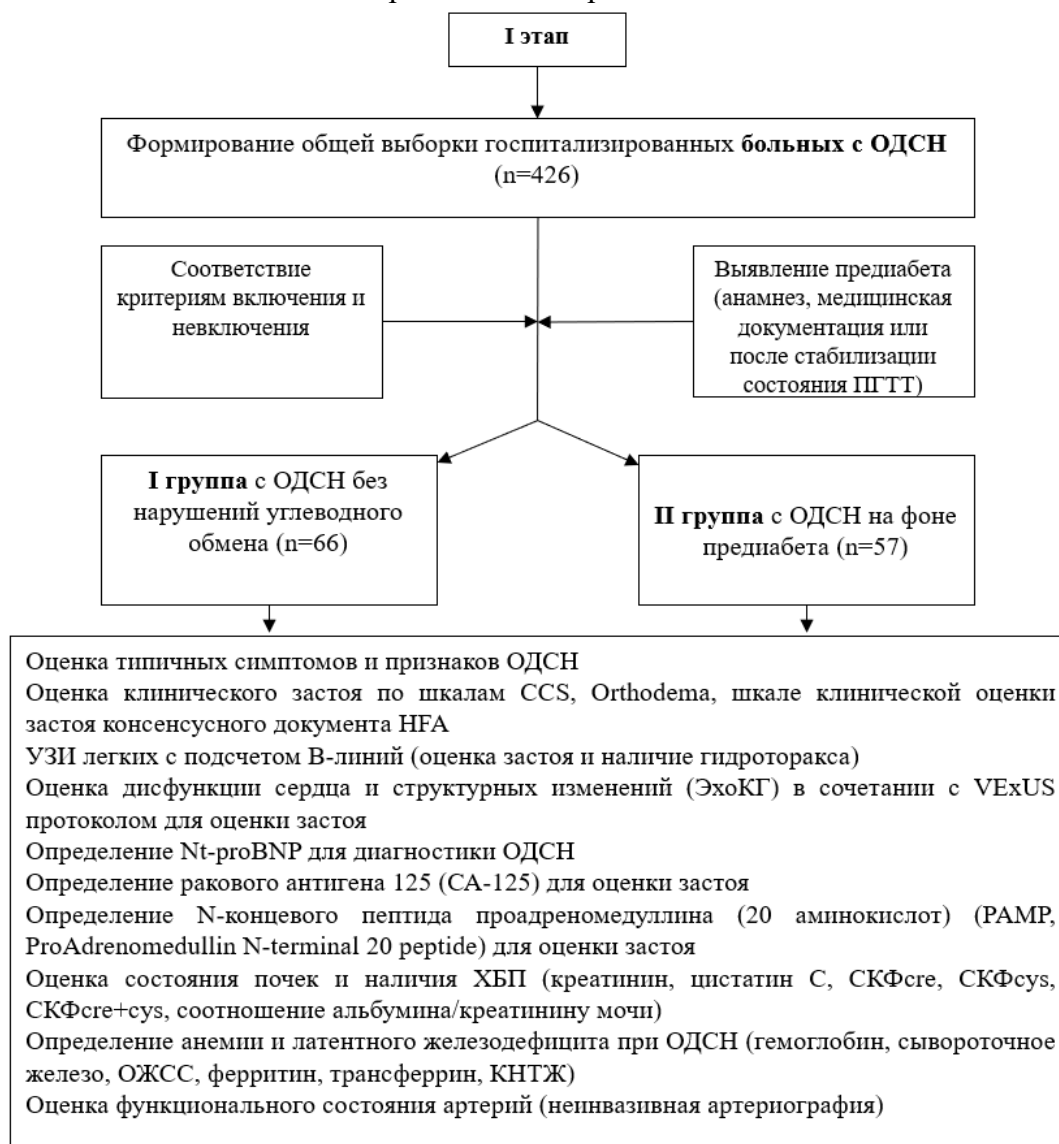 I этап
Формирование общей выборки госпитализированных больных с ОДСН
(n=426)
Соответствие
критериям включения и
невключения
Выявление предиабета
(анамнез, медицинская
документация или
после стабилизации
состояния ПГТТ)
I группа с ОДСН без
нарушений углеводного
обмена (n=66)
II группа с ОДСН на фоне
предиабета (n=57)
Оценка типичных симптомов и признаков ОДСН
Оценка клинического застоя по шкалам CCS, Orthodema, шкале клинической оценки
застоя консенсусного документа HFA
УЗИ легких с подсчетом В-линий (оценка застоя и наличие гидроторакса)
Оценка дисфункции сердца и структурных изменений (ЭхоКГ) в сочетании с VExUS
протоколом для оценки застоя
Определение Nt-proBNP для диагностики ОДСН
Определение ракового антигена 125 (СА-125) для оценки застоя
Определение N-концевого пептида проадреномедуллина (20 аминокислот) (PAMP,
ProAdrenomedullin N-terminal 20 peptide) для оценки застоя
Оценка состояния почек и наличия ХБП (креатинин, цистатин С, СКФcre, СКФcys,
СКФcre+cys, соотношение альбумина/креатинину мочи)
Определение анемии и латентного железодефицита при ОДСН (гемоглобин, сывороточное
железо, ОЖСС, ферритин, трансферрин, КНТЖ)
Оценка функционального состояния артерий (неинвазивная артериография)